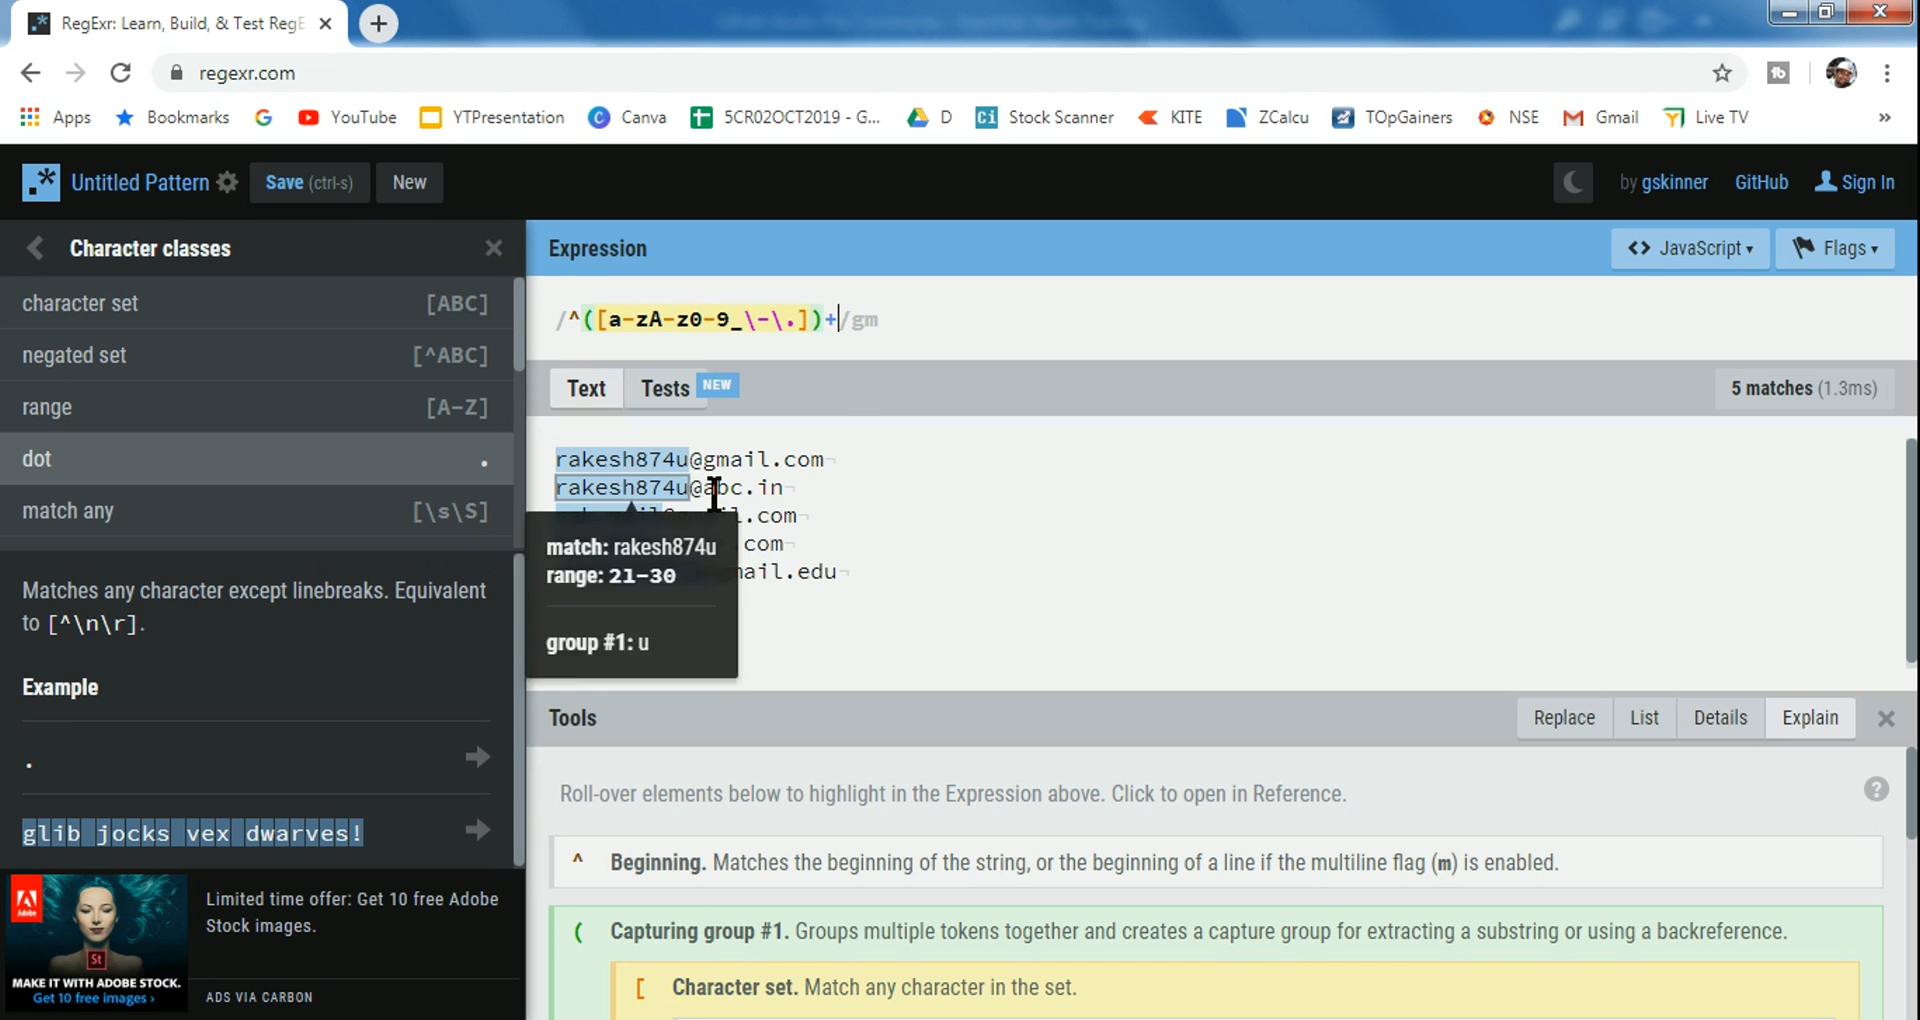 RegExr: Learn, Build, & Test RegE
regexr.com
Apps Bookmarks YouTube YTPresentation Canva 5CR02OCT2019 - G... D Stock Scanner KITE ZCalcu TOpGainers NSE Gmail Live TV »
Untitled Pattern Save (ctrl-s) New by gskinner GitHub Sign In
Character classes
character set [ABC]
negated set [^ABC]
range [A-Z]
dot .
match any [\s\S]
Matches any character except linebreaks. Equivalent
to [^\n\r].
Example
.
glib jocks vex dwarves!
Limited time offer: Get 10 free Adobe
Stock images.
ADS VIA CARBON
Adobe
St
MAKE IT WITH ADOBE STOCK.
Get 10 free images ›
Expression JavaScript Flags
/^([a-zA-z0-9_\-\.])+/gm
Text Tests NEW 5 matches (1.3ms)
rakesh874u@gmail.com
rakesh874u@abc.in
l.com
com
mail.edu
match: rakesh874u
range: 21-30
group #1: u
Tools Replace List Details Explain
Roll-over elements below to highlight in the Expression above. Click to open in Reference.
^ Beginning. Matches the beginning of the string, or the beginning of a line if the multiline flag (m) is enabled.
( Capturing group #1. Groups multiple tokens together and creates a capture group for extracting a substring or using a backreference.
[ Character set. Match any character in the set.